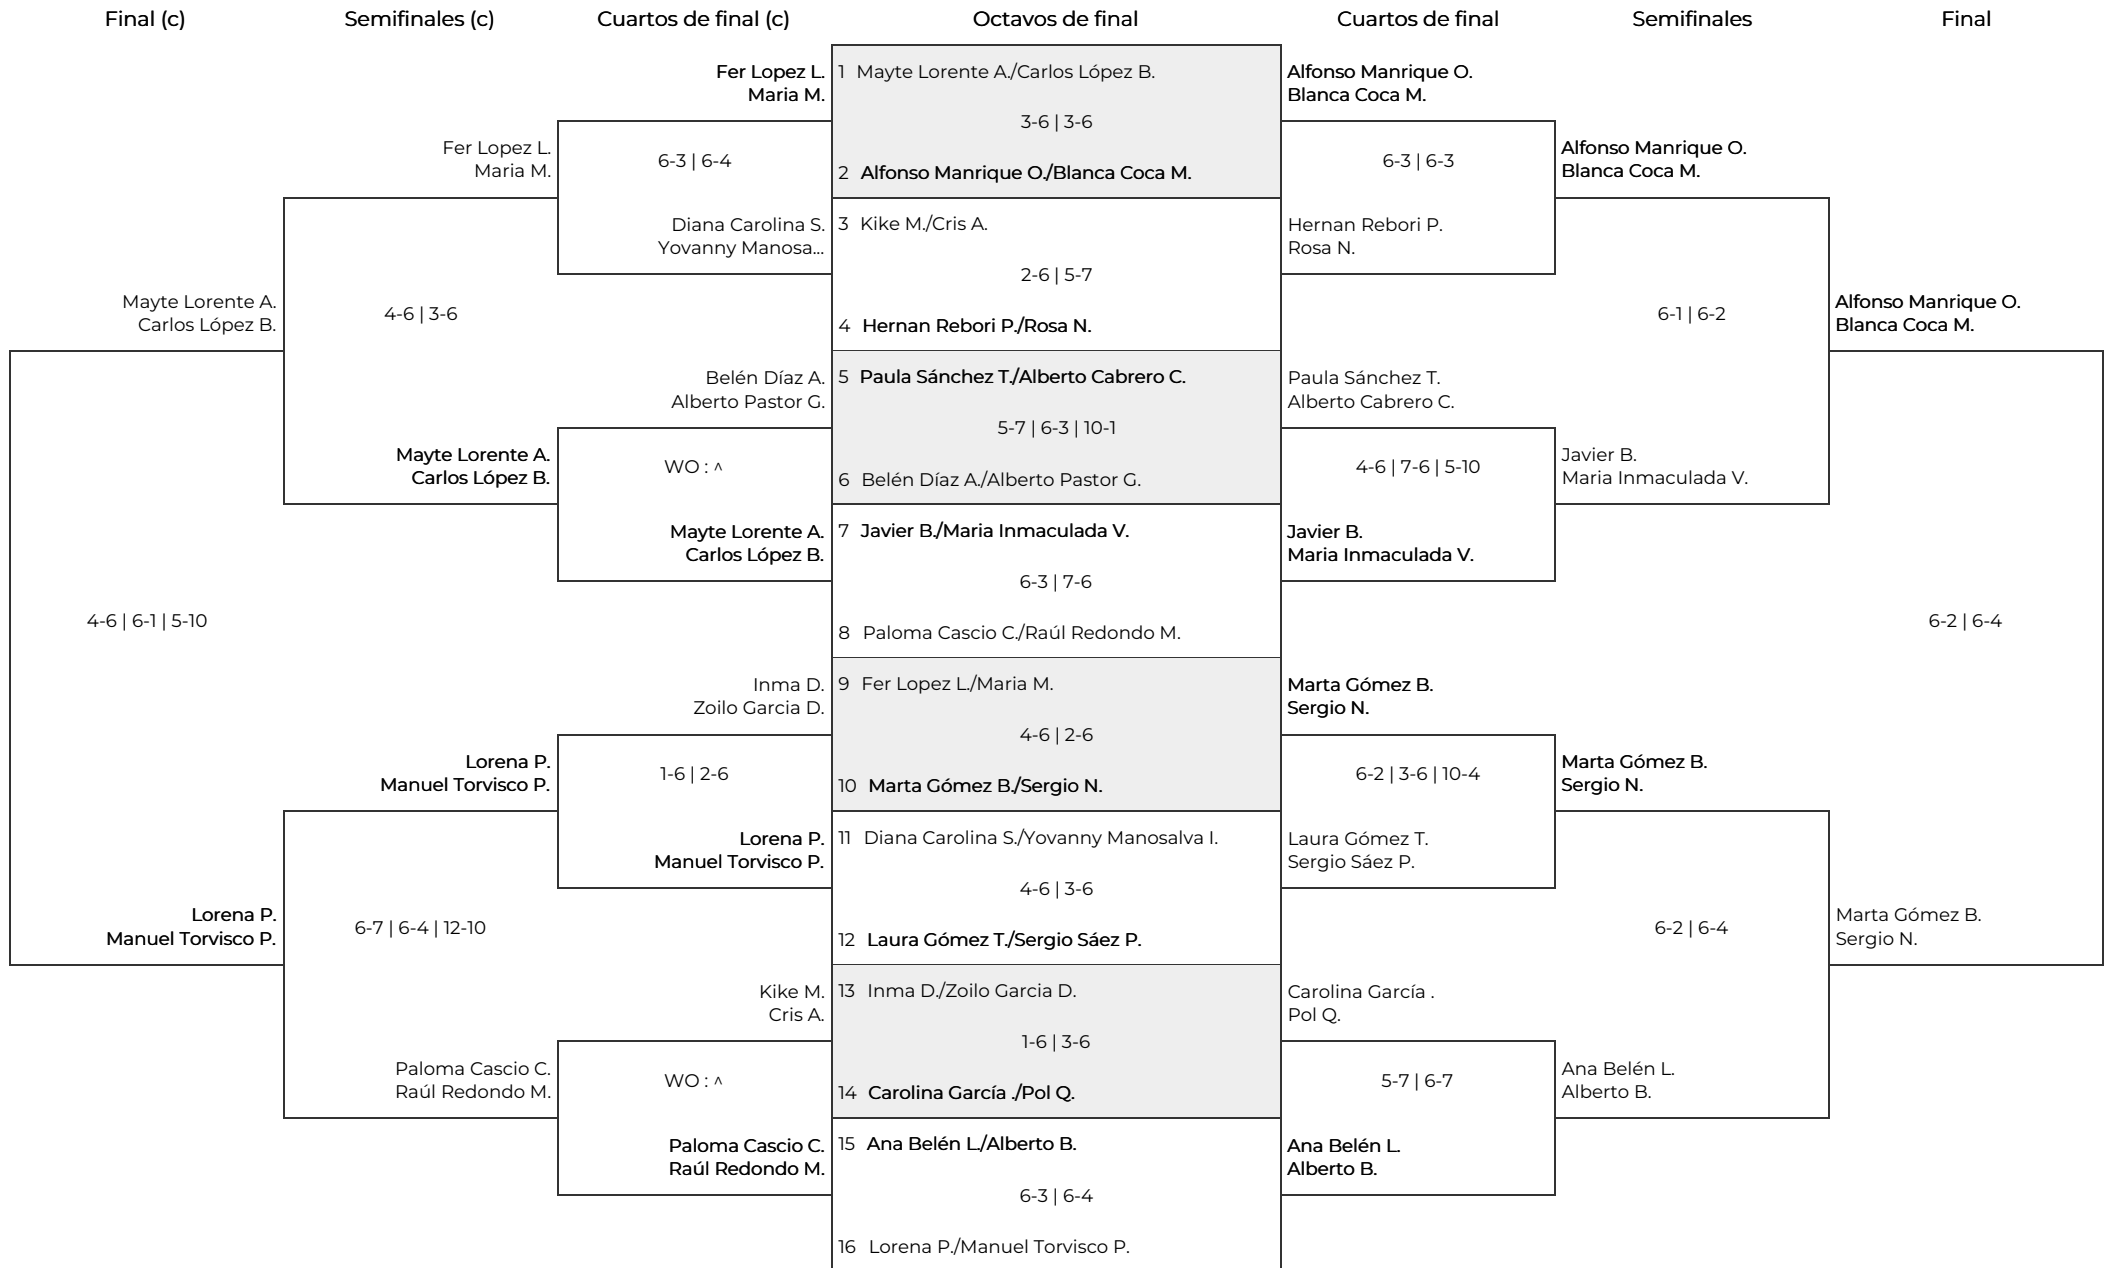 Final (c)
Semifinales (c)
Cuartos de final (c)
Octavos de final
Cuartos de final
Semifinales
Final
Mayte Lorente A.
Carlos López B.
4-6 | 6-1 | 5-10
Lorena P.
Manuel Torvisco P.
Fer Lopez L.
Maria M.
4-6 | 3-6
Mayte Lorente A.
Carlos López B.
Lorena P.
Manuel Torvisco P.
6-7 | 6-4 | 12-10
Paloma Cascio C.
Raúl Redondo M.
Fer Lopez L.
Maria M.
6-3 | 6-4
Diana Carolina S.
Yovanny Manosa...
Belén Díaz A.
Alberto Pastor G.
WO : ^
Mayte Lorente A.
Carlos López B.
Inma D.
Zoilo Garcia D.
1-6 | 2-6
Lorena P.
Manuel Torvisco P.
Kike M.
Cris A.
WO : ^
Paloma Cascio C.
Raúl Redondo M.
1 Mayte Lorente A./Carlos López B.
3-6 | 3-6
2 Alfonso Manrique O./Blanca Coca M.
3 Kike M./Cris A.
2-6 | 5-7
4 Hernan Rebori P./Rosa N.
5 Paula Sánchez T./Alberto Cabrero C.
5-7 | 6-3 | 10-1
6 Belén Díaz A./Alberto Pastor G.
7 Javier B./Maria Inmaculada V.
6-3 | 7-6
8 Paloma Cascio C./Raúl Redondo M.
9 Fer Lopez L./Maria M.
4-6 | 2-6
10 Marta Gómez B./Sergio N.
11 Diana Carolina S./Yovanny Manosalva I.
4-6 | 3-6
12 Laura Gómez T./Sergio Sáez P.
13 Inma D./Zoilo Garcia D.
1-6 | 3-6
14 Carolina García ./Pol Q.
15 Ana Belén L./Alberto B.
6-3 | 6-4
16 Lorena P./Manuel Torvisco P.
Alfonso Manrique O.
Blanca Coca M.
6-3 | 6-3
Hernan Rebori P.
Rosa N.
Paula Sánchez T.
Alberto Cabrero C.
4-6 | 7-6 | 5-10
Javier B.
Maria Inmaculada V.
Marta Gómez B.
Sergio N.
6-2 | 3-6 | 10-4
Laura Gómez T.
Sergio Sáez P.
Carolina García .
Pol Q.
5-7 | 6-7
Ana Belén L.
Alberto B.
Alfonso Manrique O.
Blanca Coca M.
6-1 | 6-2
Javier B.
Maria Inmaculada V.
Marta Gómez B.
Sergio N.
6-2 | 6-4
Ana Belén L.
Alberto B.
Alfonso Manrique O.
Blanca Coca M.
6-2 | 6-4
Marta Gómez B.
Sergio N.